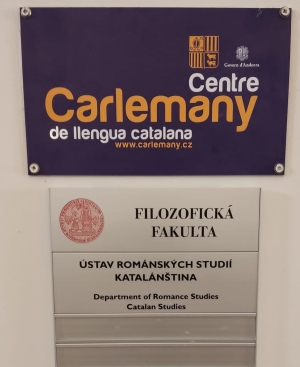 Govern d'Andorra
Centre
Carlemany
de llengua catalana
www.carlemany.cz
FILOZOFICKÁ
FAKULTA
ÚSTAV ROMÁNSKÝCH STUDIÍ
KATALÁNŠTINA
Department of Romance Studies
Catalan Studies